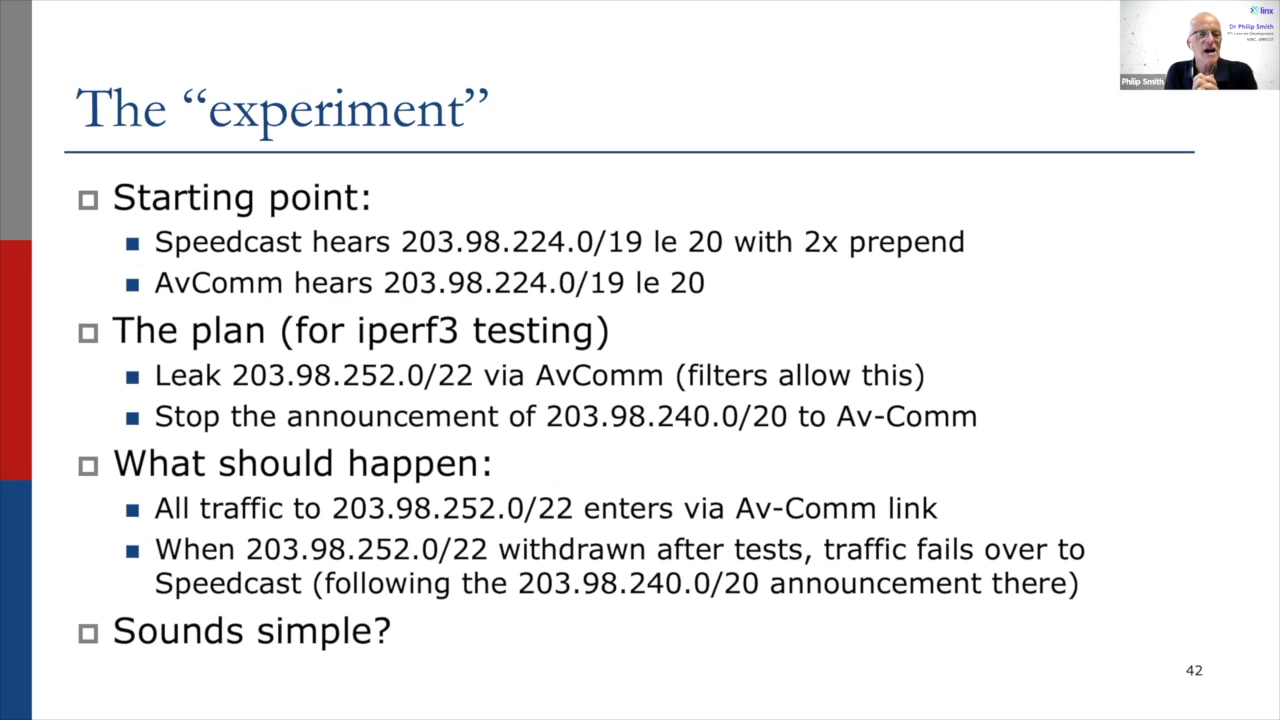 linx
Dr Philip Smith
Philip Smith
The “experiment”
Starting point:
Speedcast hears 203.98.224.0/19 le 20 with 2x prepend
AvComm hears 203.98.224.0/19 le 20
The plan (for iperf3 testing)
Leak 203.98.252.0/22 via AvComm (filters allow this)
Stop the announcement of 203.98.240.0/20 to Av-Comm
What should happen:
All traffic to 203.98.252.0/22 enters via Av-Comm link
When 203.98.252.0/22 withdrawn after tests, traffic fails over to
Speedcast (following the 203.98.240.0/20 announcement there)
Sounds simple?
42